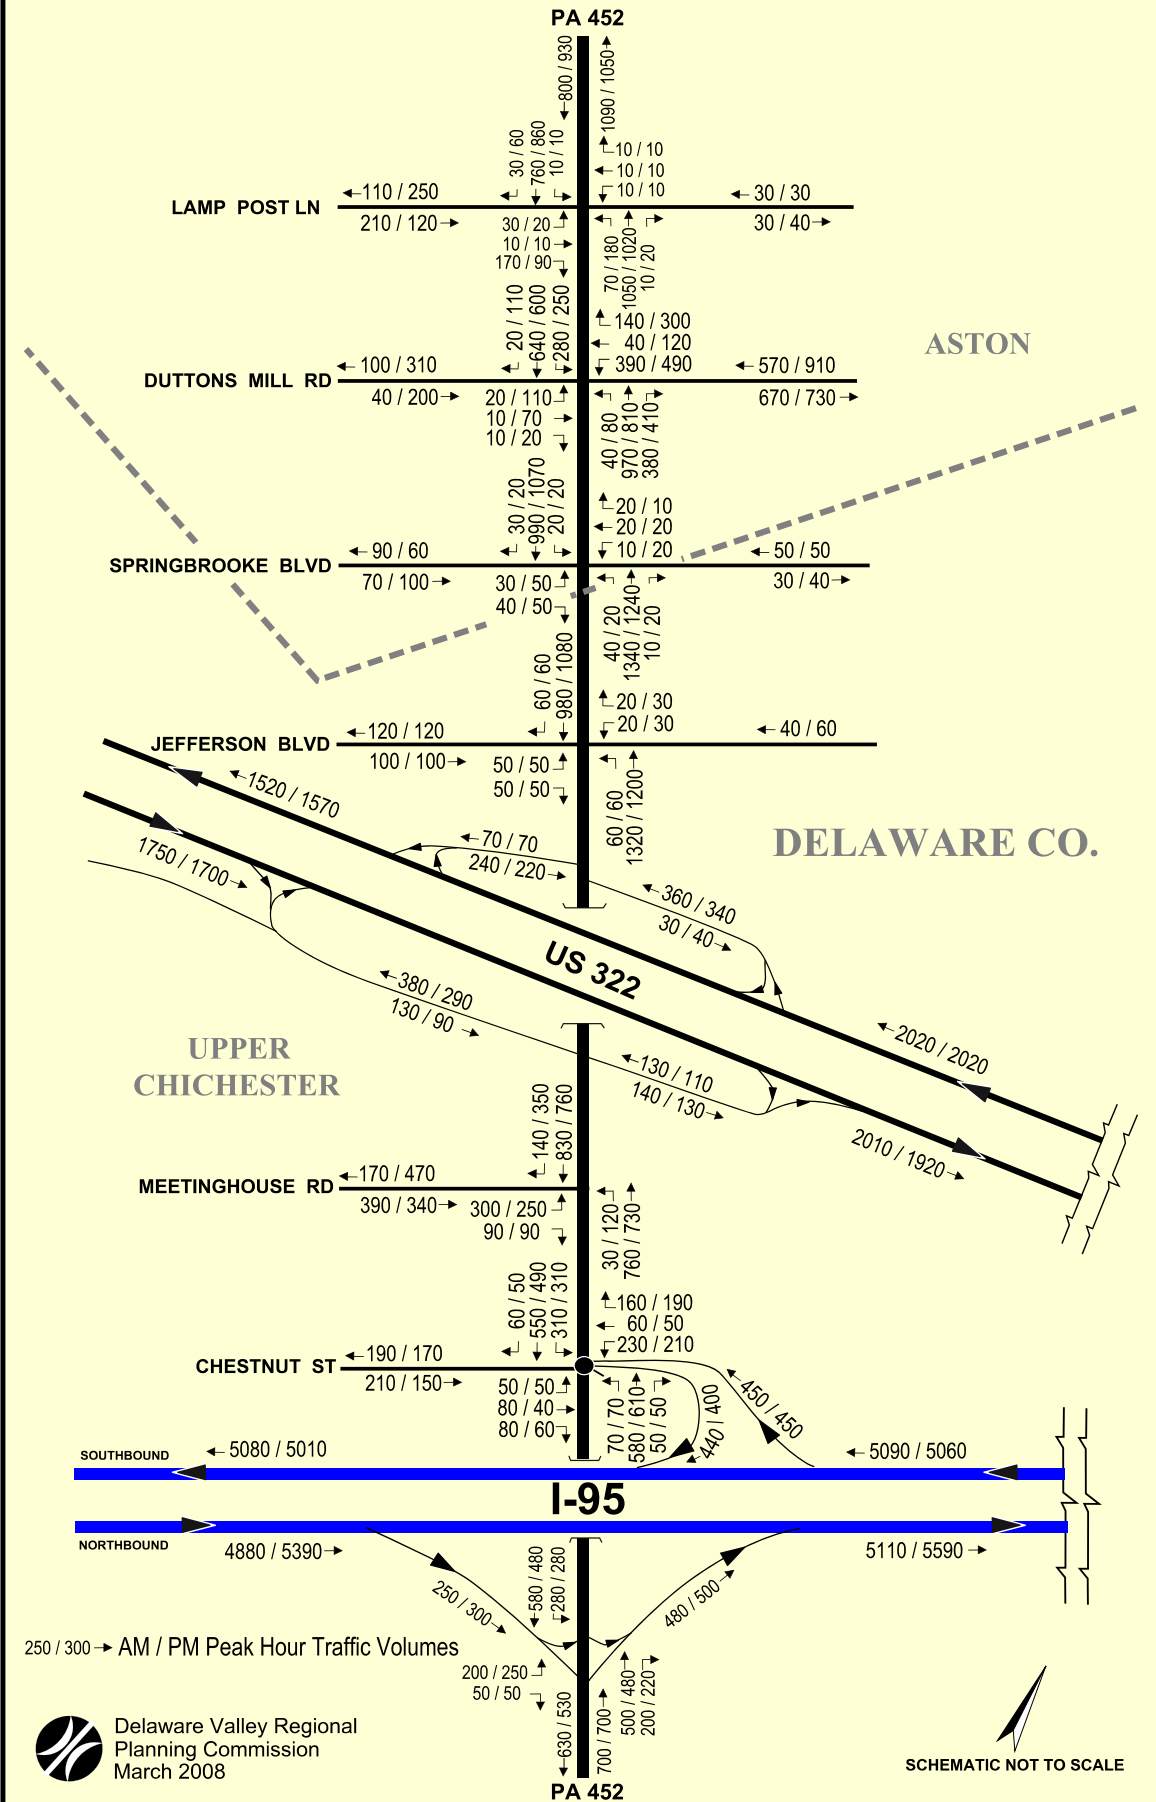 PA 452
800 / 930
1090 / 1050
30 / 60
760 / 860
10 / 10
10 / 10
10 / 10
10 / 10
110 / 250
30 / 30
LAMP POST LN
210 / 120
30 / 20
10 / 10
170 / 90
70 / 180
1050 / 1020
10 / 20
30 / 40
20 / 110
640 / 600
280 / 250
140 / 300
40 / 120
390 / 490
ASTON
100 / 310
570 / 910
DUTTONS MILL RD
40 / 200
20 / 110
10 / 70
10 / 20
40 / 80
970 / 810
380 / 410
670 / 730
30 / 20
990 / 1070
20 / 20
20 / 10
20 / 20
10 / 20
90 / 60
50 / 50
SPRINGBROOKE BLVD
70 / 100
30 / 50
40 / 50
40 / 20
1340 / 1240
10 / 20
30 / 40
60 / 60
980 / 1080
20 / 30
20 / 30
120 / 120
40 / 60
JEFFERSON BLVD
100 / 100
50 / 50
50 / 50
60 / 60
1320 / 1200
1520 / 1570
1750 / 1700
70 / 70
240 / 220
DELAWARE CO.
360 / 340
30 / 40
US 322
380 / 290
130 / 90
2020 / 2020
UPPER
CHICHESTER
130 / 110
140 / 130
2010 / 1920
140 / 350
830 / 760
170 / 470
MEETINGHOUSE RD
390 / 340
300 / 250
90 / 90
30 / 120
760 / 730
60 / 50
550 / 490
310 / 310
160 / 190
60 / 50
230 / 210
190 / 170
CHESTNUT ST
210 / 150
50 / 50
80 / 40
80 / 60
70 / 70
580 / 610
50 / 50
440 / 400
450 / 450
SOUTHBOUND
5080 / 5010
5090 / 5060
I-95
NORTHBOUND
4880 / 5390
5110 / 5590
250 / 300
580 / 480
280 / 280
480 / 500
250 / 300 AM / PM Peak Hour Traffic Volumes
200 / 250
50 / 50
630 / 530
700 / 700
500 / 480
200 / 220
Delaware Valley Regional
Planning Commission
March 2008
SCHEMATIC NOT TO SCALE
PA 452